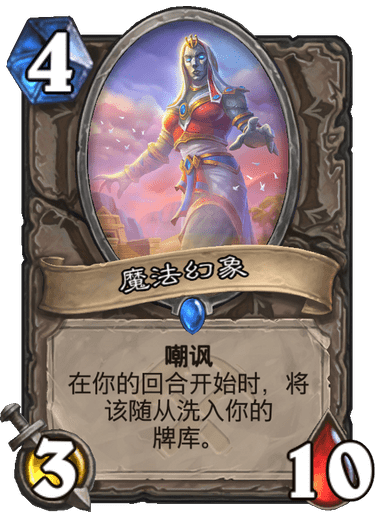 4
魔法幻象
嘲讽
在你的回合开始时，将
该随从洗入你的
牌库。
3
10